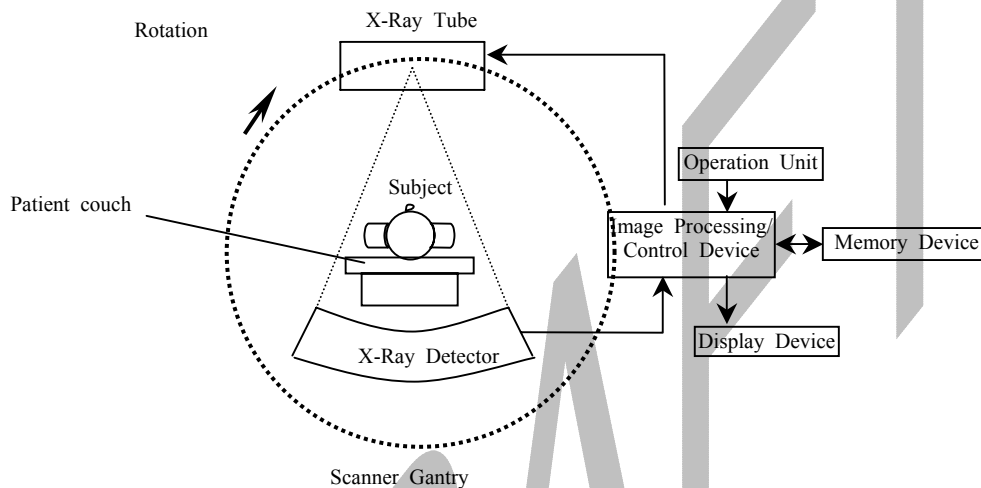 X-Ray Tube
Rotation
Operation Unit
Subject
Patient couch
Image Processing/
Control Device
Memory Device
Display Device
X-Ray Detector
Scanner Gantry